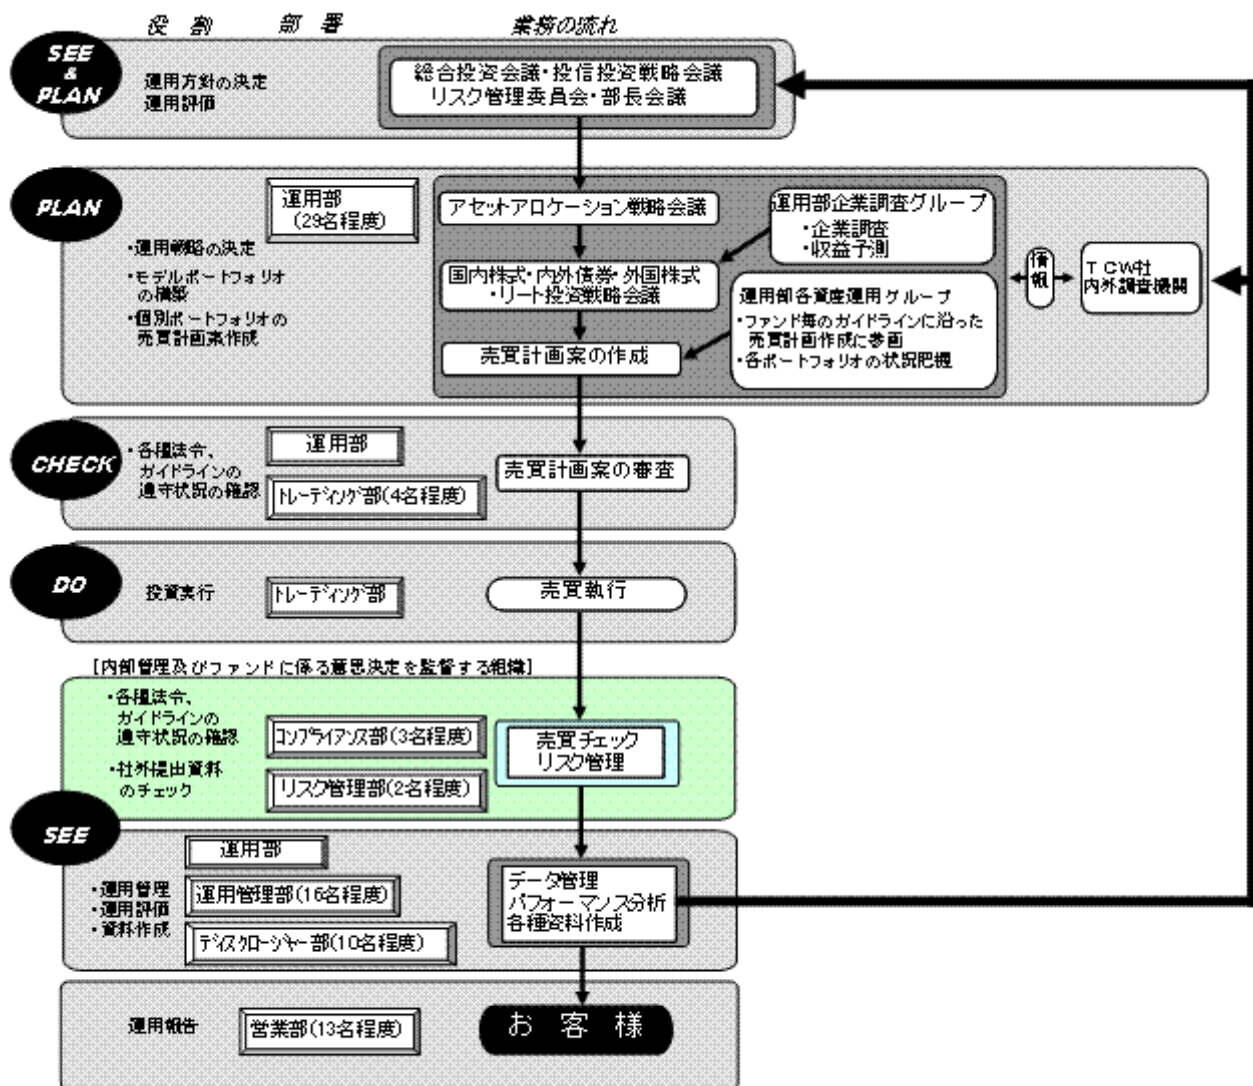 役 割
部 署
業務の流れ
SEE
&
PLAN
運用方針の決定
運用評価
総合投資会議・投信投資戦略会議
リスク管理委員会・部長会議
PLAN
運用部
(29名程度)
・運用戦略の決定
・モデルポートフォリオ
の構築
・個別ポートフォリオの
売買計画案作成
アセットアロケーション戦略会議
運用部企業調査グループ
・企業調査
・収益予測
国内株式・内外債券・外国株式
・リート投資戦略会議
運用部各資産運用グループ
・ファンド毎のガイドラインに沿った
売買計画作成に参画
・各ポートフォリオの状況把握
売買計画案の作成
情
報
TCW社
内外調査機関
CHECK
・各種法令、
ガイドラインの
遵守状況の確認
運用部
トレーディング部(4名程度)
売買計画案の審査
DO
投資実行
トレーディング部
売買執行
【内部管理及びファンドに係る意思決定を監督する組織】
・各種法令、
ガイドラインの
遵守状況の確認
・社外提出資料
のチェック
コンプライアンス部(3名程度)
リスク管理部(2名程度)
売買チェック
リスク管理
SEE
・運用管理
・運用評価
・資料作成
運用部
運用管理部(16名程度)
ディスクロージャー部(10名程度)
データ管理
パフォーマンス分析
各種資料作成
運用報告
営業部(13名程度)
お 客 様